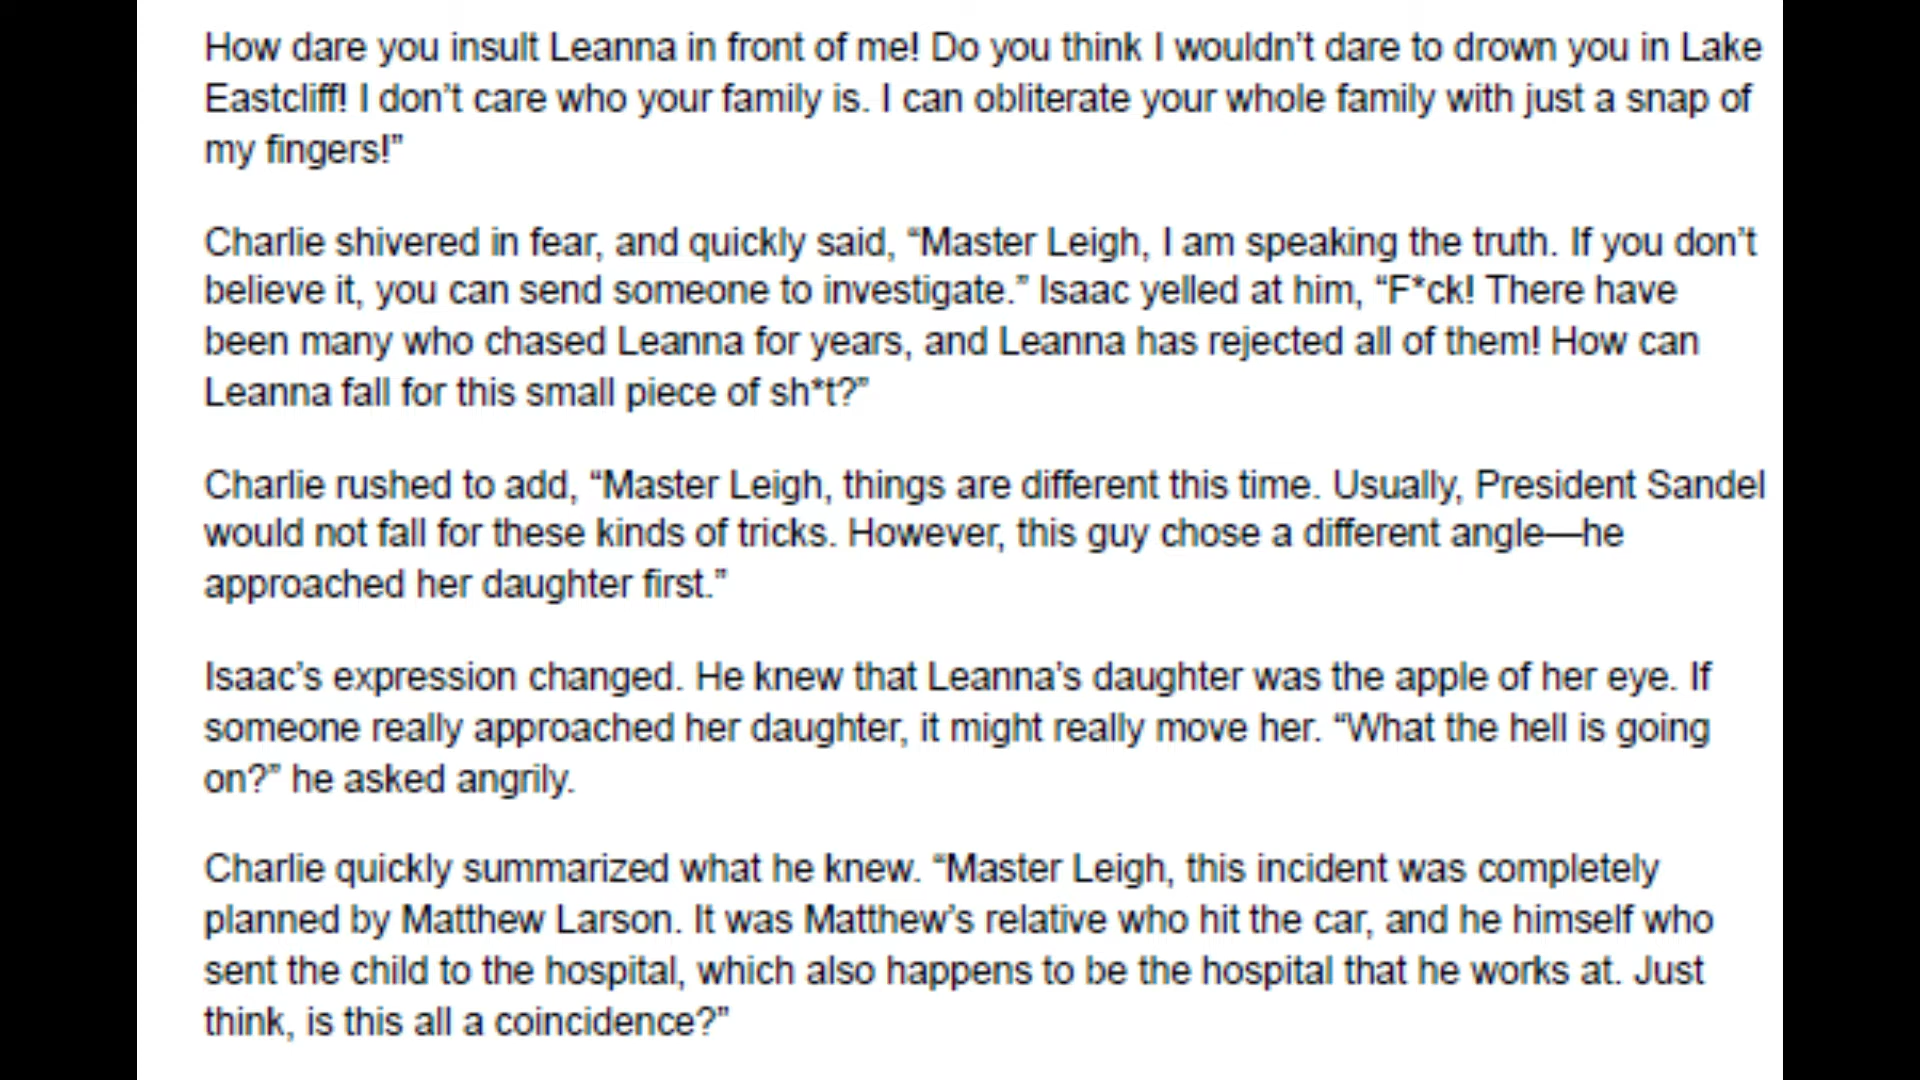 How dare you insult Leanna in front of me! Do you think I wouldn’t dare to drown you in Lake
Eastcliff! I don’t care who your family is. I can obliterate your whole family with just a snap of
my fingers!”
Charlie shivered in fear, and quickly said, “Master Leigh, I am speaking the truth. If you don’t
believe it, you can send someone to investigate.” Isaac yelled at him, “F*ck! There have
been many who chased Leanna for years, and Leanna has rejected all of them! How can
Leanna fall for this small piece of sh*t?”
Charlie rushed to add, “Master Leigh, things are different this time. Usually, President Sandel
would not fall for these kinds of tricks. However, this guy chose a different angle—he
approached her daughter first.”
Isaac’s expression changed. He knew that Leanna’s daughter was the apple of her eye. If
someone really approached her daughter, it might really move her. “What the hell is going
on?” he asked angrily.
Charlie quickly summarized what he knew. “Master Leigh, this incident was completely
planned by Matthew Larson. It was Matthew’s relative who hit the car, and he himself who
sent the child to the hospital, which also happens to be the hospital that he works at. Just
think, is this all a coincidence?”